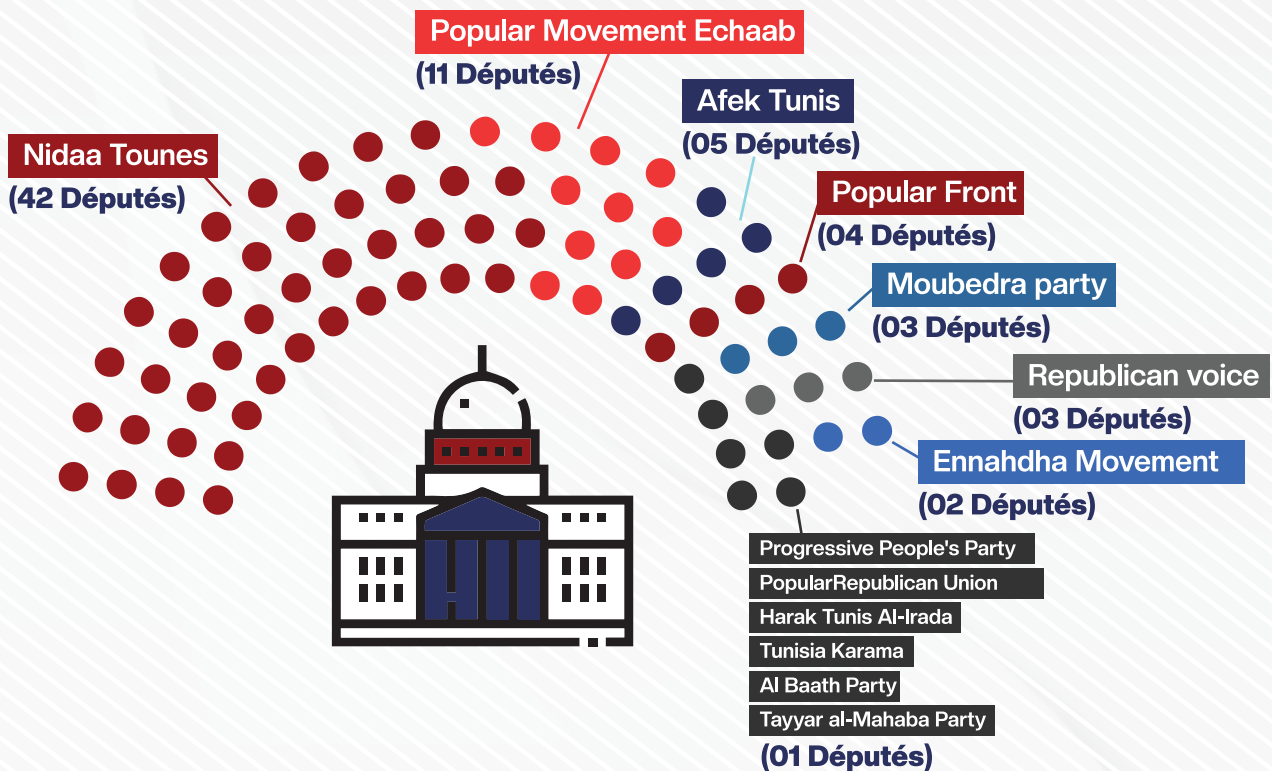 Popular Movement Echaab
(11 Députés)
Afek Tunis
(05 Députés)
Nidaa Tounes
(42 Députés)
Popular Front
(04 Députés)
Moubedra party
(03 Députés)
Republican voice
(03 Députés)
Ennahdha Movement
(02 Députés)
Progressive People's Party
PopularRepublican Union
Harak Tunis Al-Irada
Tunisia Karama
Al Baath Party
Tayyar al-Mahaba Party
(01 Députés)